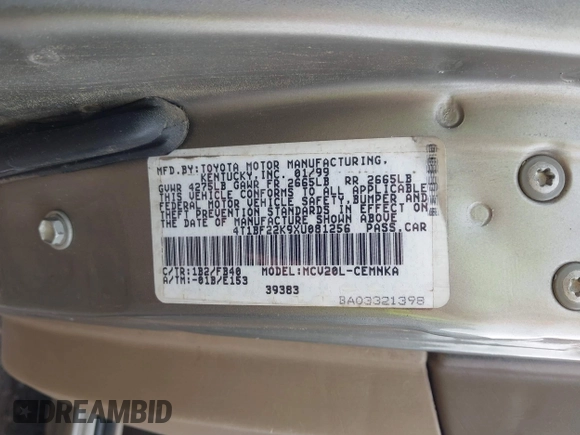 MFD.BY:TOYOTA MOTOR MANUFACTURING.
KENTUCKY,INC. 01/99
GVWR 4275LB GAWR FR 2665LB RR 2665LB
THIS VEHICLE CONFORMS TO ALL APPLICABLE
FEDERAL MOTOR VEHICLE SAFETY,BUMPER,AND
THEFT PREVENTION STANDARDS IN EFFECT ON
THE DATE OF MANUFACTURE SHOWN ABOVE
4T1BF22K9XU081256 PASS.CAR
C/TR:1B2/FB40 MODEL:MCV20L-CEMNKA
A/TM:-01B/E153
39383
BAQ3321398
DREAMBID